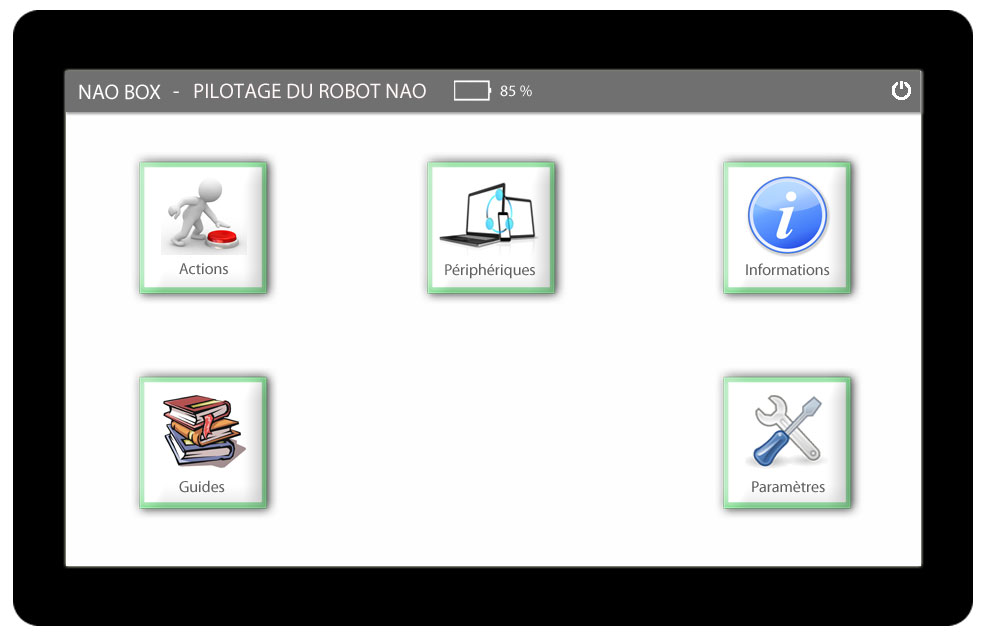 NAO BOX - PILOTAGE DU ROBOT NAO 85 %
Actions Périphériques Informations
Guides Paramètres